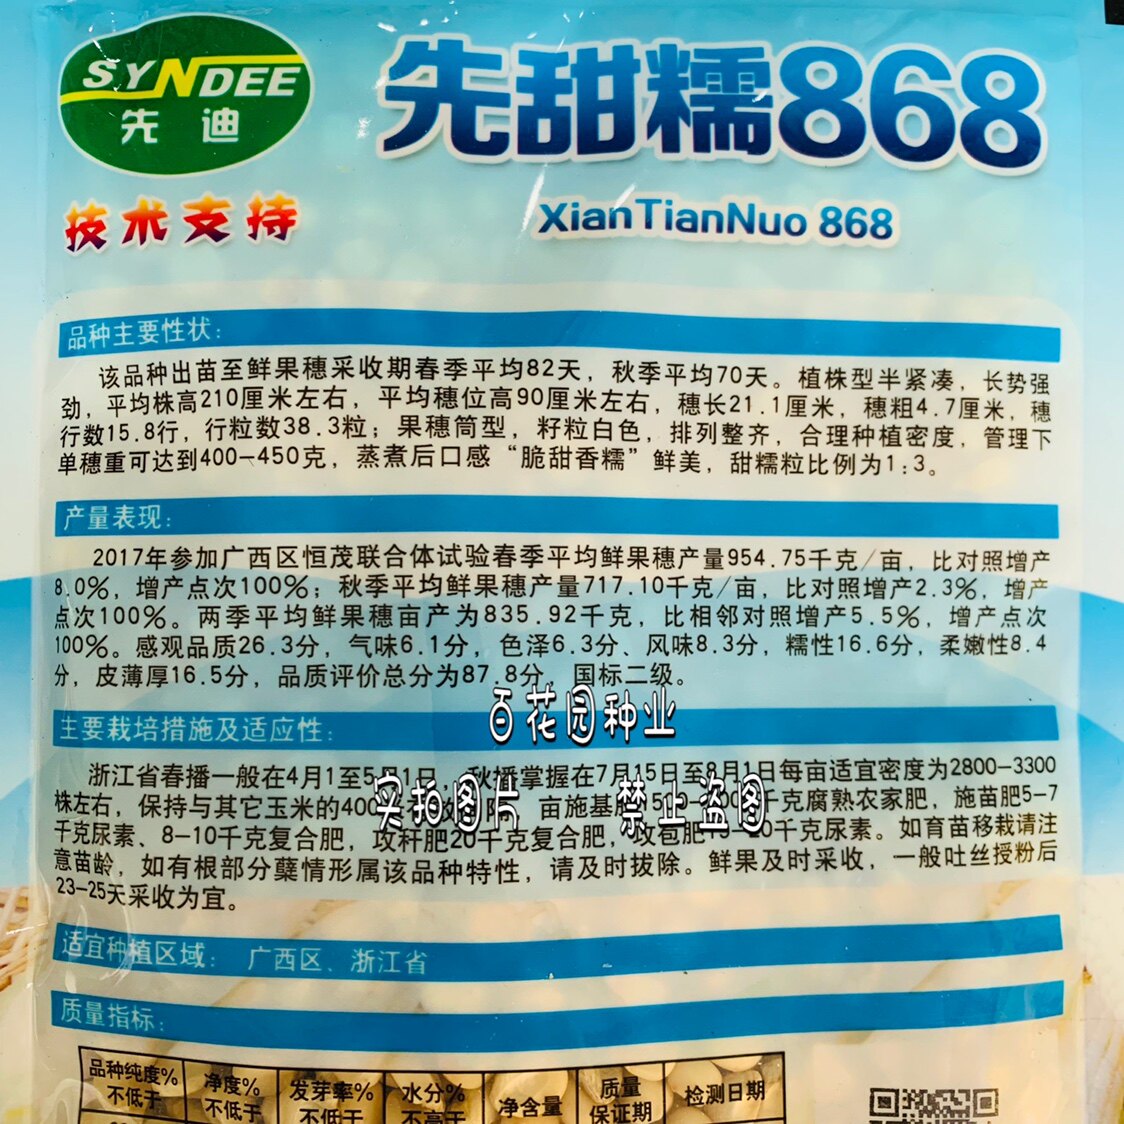 SYNDEE
先迪
技术支持
先甜糯868
XianTianNuo 868
品种主要性状:
该品种出苗至鲜果穗采收期春季平均82天，秋季平均70天。植株型半紧凑，长势强
劲，平均株高210厘米左右，平均穗位高90厘米左右，穗长21.1厘米，穗粗4.7厘米，穗
行数15.8行，行粒数38.3粒；果穗筒型，籽粒白色，排列整齐，合理种植密度，管理下
单穗重可达到400-450克，蒸煮后口感“脆甜香糯”鲜美，甜糯粒比例为1:3。
产量表现:
2017年参加广西区恒茂联合体试验春季平均鲜果穗产量954.75千克/亩，比对照增产
8.0%，增产点次100%；秋季平均鲜果穗产量717.10千克/亩，比对照增产2.3%，增产
点次100%。两季平均鲜果穗亩产为835.92千克，比相邻对照增产5.5%，增产点次
100%。感观品质26.3分，气味6.1分，色泽6.3分、风味8.3分，糯性16.6分，柔嫩性8.4
分，皮薄厚16.5分，品质评价总分为87.8分，国标二级。
百花园种业
主要栽培措施及适应性:
浙江省春播一般在4月1至5月1日，秋播掌握在7月15日至8月1日每亩适宜密度为2800-3300
株左右，保持与其它玉米的400 亩施基 千克腐熟农家肥，施苗肥5-7
实拍图片 禁止盗图
千克尿素、8-10千克复合肥，攻秆肥20千克复合肥，攻苞肥 千克尿素。如育苗移栽请注
意苗龄，如有根部分蘖情形属该品种特性，请及时拔除。鲜果及时采收，一般吐丝授粉后
23-25天采收为宜。
适宜种植区域: 广西区、浙江省
质量指标:
品种纯度% 不低于 净度% 不低于 发芽率% 不低于 水分% 不高于 净含量 质量 保证期 检测日期